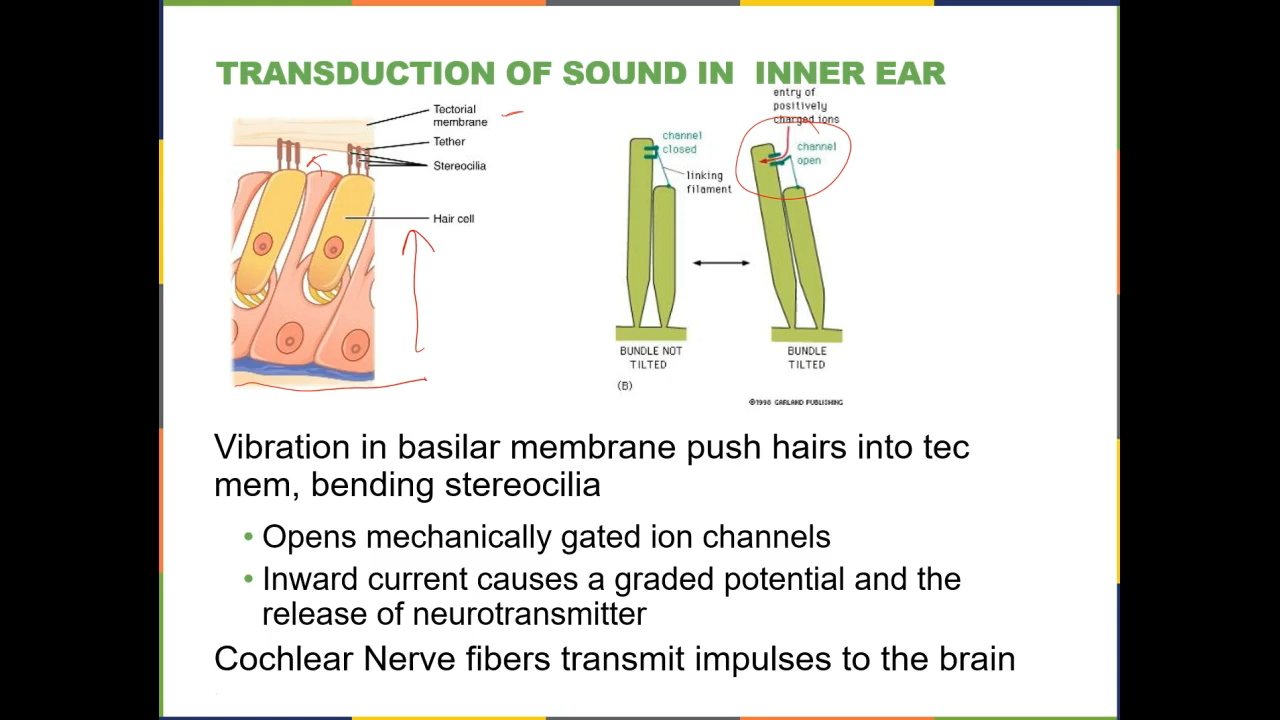 TRANSDUCTION OF SOUND IN INNER EAR
Tectorial
membrane
Tether
Stereocilia
Hair cell
channel
closed
linking
filament
entry of
positively
charged ions
channel
open
BUNDLE NOT
TILTED
BUNDLE
TILTED
(B)
©1998 GARLAND PUBLISHING
Vibration in basilar membrane push hairs into tec
mem, bending stereocilia
• Opens mechanically gated ion channels
• Inward current causes a graded potential and the
release of neurotransmitter
Cochlear Nerve fibers transmit impulses to the brain